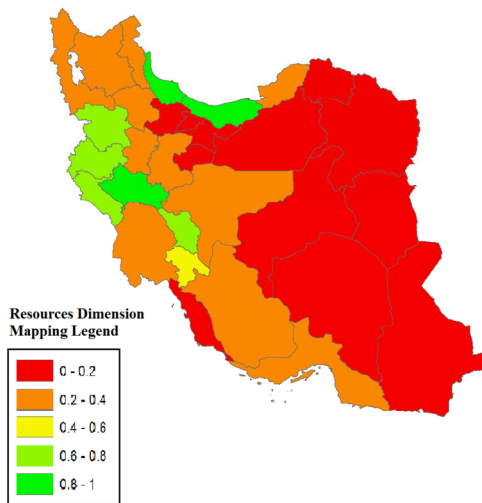 Resources Dimension
Mapping Legend
0 - 0.2
0.2 - 0.4
0.4 - 0.6
0.6 - 0.8
0.8 - 1